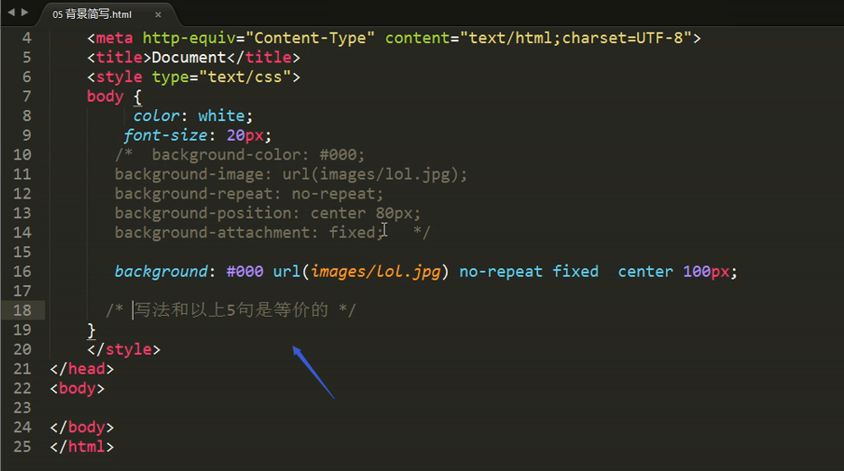 05 背景简写.html ×
4 <meta http-equiv="Content-Type" content="text/html;charset=UTF-8">
5 <title>Document</title>
6 <style type="text/css">
7 body {
8 color: white;
9 font-size: 20px;
10 /* background-color: #000;
11 background-image: url(images/lol.jpg);
12 background-repeat: no-repeat;
13 background-position: center 80px;
14 background-attachment: fixed; */
15
16 background: #000 url(images/lol.jpg) no-repeat fixed center 100px;
17
18 /* 写法和以上5句是等价的 */
19 }
20 </style>
21 </head>
22 <body>
23
24 </body>
25 </html>